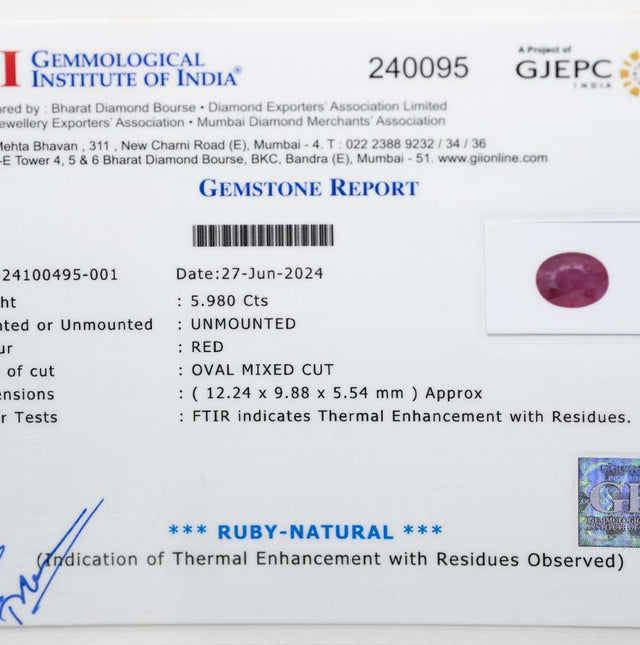 I GEMMOLOGICAL
INSTITUTE OF INDIA®
240095
A Project of
GJEPC
INDIA
ored by : Bharat Diamond Bourse • Diamond Exporters' Association Limited
ewellery Exporters' Association • Mumbai Diamond Merchants' Association
Mehta Bhavan , 311 , New Charni Road (E), Mumbai - 4. T : 022 2388 9232 / 34 / 36
-E Tower 4, 5 & 6 Bharat Diamond Bourse, BKC, Bandra (E), Mumbai - 51. www.giionline.com
GEMSTONE REPORT
24100495-001 Date:27-Jun-2024
ht : 5.980 Cts
nted or Unmounted : UNMOUNTED
ur : RED
of cut : OVAL MIXED CUT
ensions : ( 12.24 x 9.88 x 5.54 mm ) Approx
r Tests : FTIR indicates Thermal Enhancement with Residues.
*** RUBY-NATURAL ***
(Indication of Thermal Enhancement with Residues Observed)